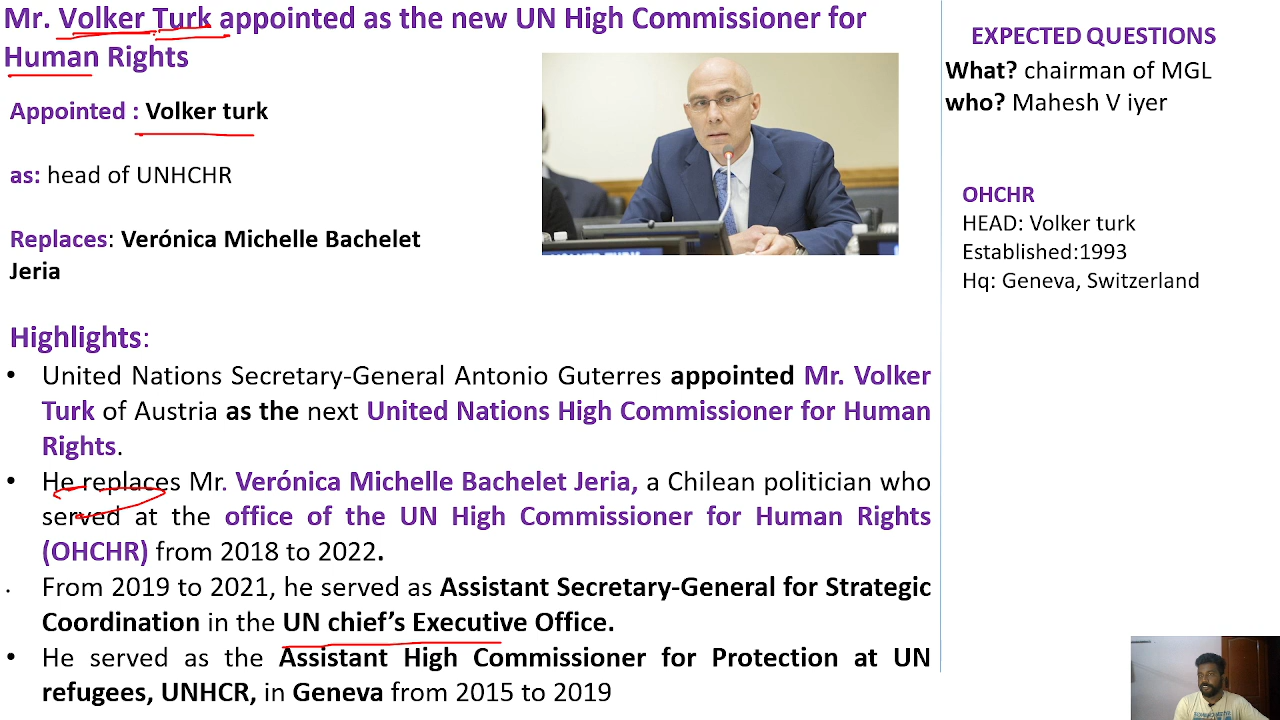 Mr. Volker Turk appointed as the new UN High Commissioner for
Human Rights
Appointed : Volker turk
as: head of UNHCHR
Replaces: Verónica Michelle Bachelet
Jeria
Highlights:
• United Nations Secretary-General Antonio Guterres appointed Mr. Volker
Turk of Austria as the next United Nations High Commissioner for Human
Rights.
• He replaces Mr. Verónica Michelle Bachelet Jeria, a Chilean politician who
served at the office of the UN High Commissioner for Human Rights
(OHCHR) from 2018 to 2022.
· From 2019 to 2021, he served as Assistant Secretary-General for Strategic
Coordination in the UN chief’s Executive Office.
• He served as the Assistant High Commissioner for Protection at UN
refugees, UNHCR, in Geneva from 2015 to 2019
EXPECTED QUESTIONS
What? chairman of MGL
who? Mahesh V iyer
OHCHR
HEAD: Volker turk
Established:1993
Hq: Geneva, Switzerland